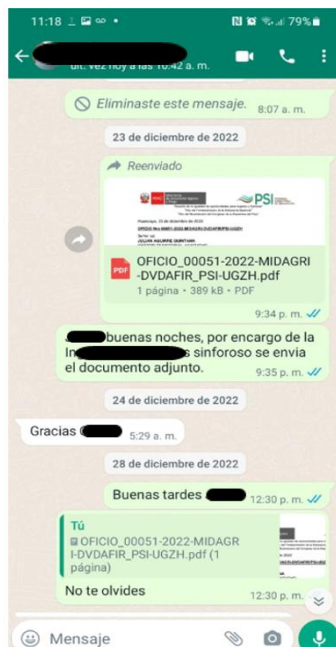 11:18
79%
ult. vez hoy a las 10:42 a. m.
Eliminaste este mensaje. 8:07 a. m.
23 de diciembre de 2022
Reenviado
PSI
OFICIO_00051-2022-MIDAGRI
-DVDAFIR_PSI-UGZH.pdf
PDF
1 página • 389 kB • PDF
9:34 p. m.
buenas noches, por encargo de la
In sinforoso se envia
el documento adjunto.
9:35 p. m.
24 de diciembre de 2022
Gracias
5:29 a. m.
28 de diciembre de 2022
Buenas tardes
12:30 p. m.
Tú
OFICIO_00051-2022-MIDAGR
I-DVDAFIR_PSI-UGZH.pdf (1
página)
No te olvides
12:30 p. m.
Mensaje